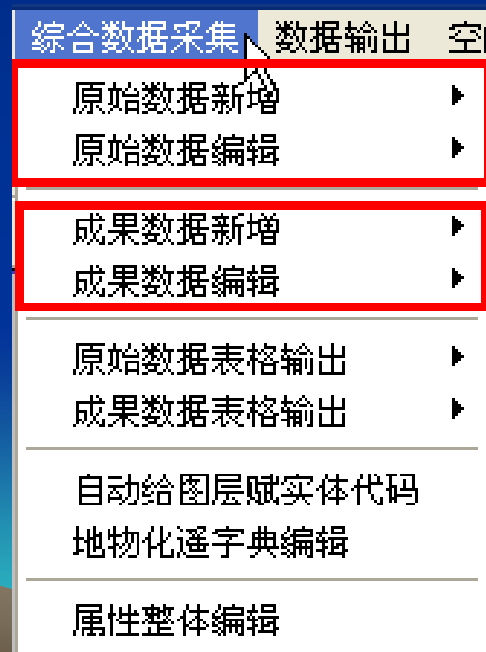 综合数据采集 数据输出
原始数据新增
原始数据编辑
成果数据新增
成果数据编辑
原始数据表格输出
成果数据表格输出
自动给图层赋实体代码
地物化遥字典编辑
属性整体编辑